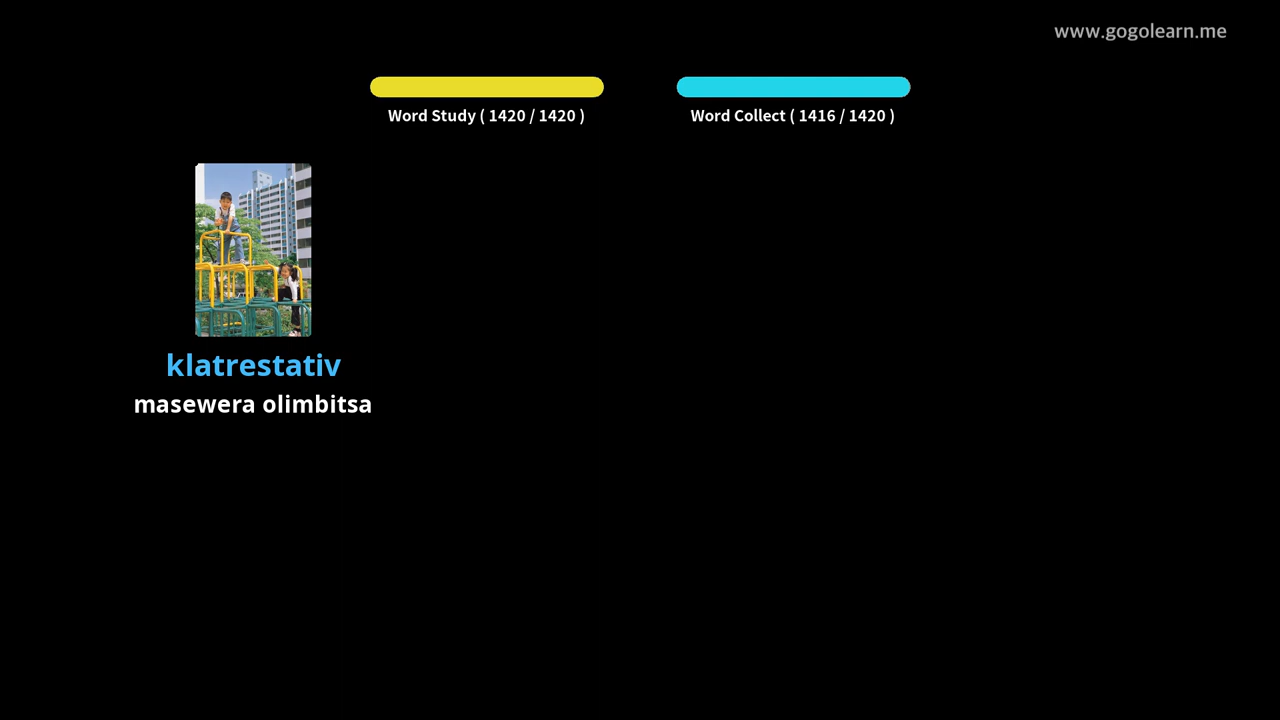 www.gogolearn.me
Word Study ( 1420 / 1420 )
Word Collect ( 1416 / 1420 )
klatrestativ
masewera olimbitsa